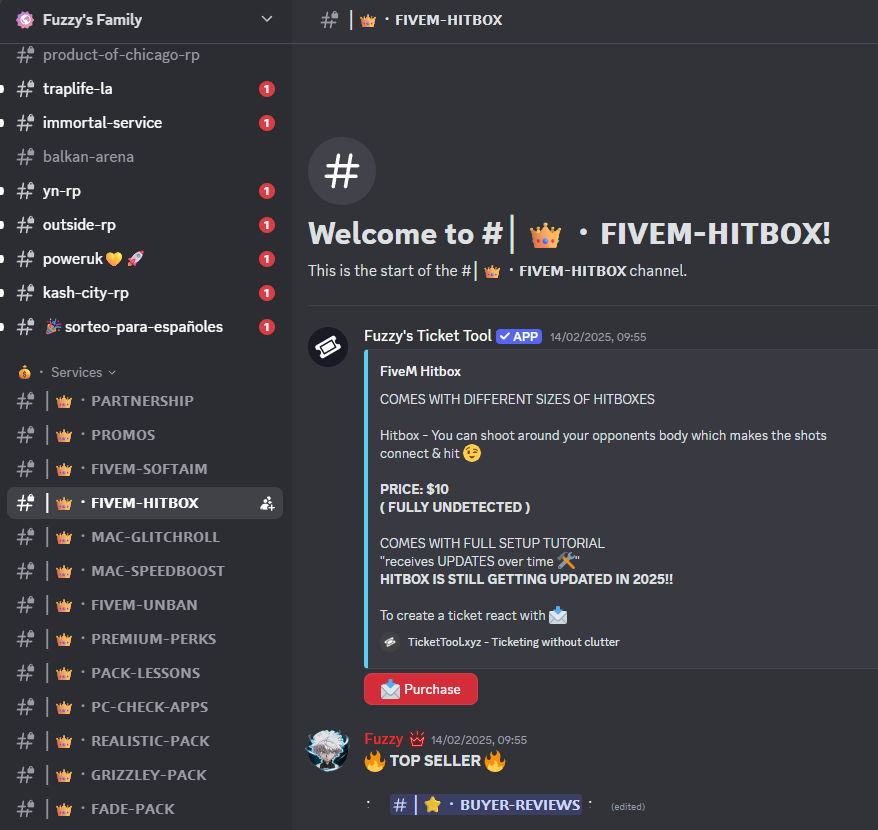 Fuzzy's Family
product-of-chicago-rp
traplife-la 1
immortal-service 1
balkan-arena
yn-rp 1
outside-rp 1
poweruk💛🚀 1
kash-city-rp 1
🎉sorteo-para-españoles 1
💰 · Services
# | 👑 · PARTNERSHIP
# | 👑 · PROMOS
# | 👑 · FIVEM-SOFTAIM
# | 👑 · FIVEM-HITBOX
# | 👑 · MAC-GLITCHROLL
# | 👑 · MAC-SPEEDBOOST
# | 👑 · FIVEM-UNBAN
# | 👑 · PREMIUM-PERKS
# | 👑 · PACK-LESSONS
# | 👑 · PC-CHECK-APPS
# | 👑 · REALISTIC-PACK
# | 👑 · GRIZZLEY-PACK
# | 👑 · FADE-PACK
# | 👑 · FIVEM-HITBOX
#
Welcome to #| 👑 · FIVEM-HITBOX!
This is the start of the #| 👑 · FIVEM-HITBOX channel.
Fuzzy's Ticket Tool ✓ APP 14/02/2025, 09:55
FiveM Hitbox
COMES WITH DIFFERENT SIZES OF HITBOXES
Hitbox - You can shoot around your opponents body which makes the shots
connect & hit 😉
PRICE: $10
( FULLY UNDETECTED )
COMES WITH FULL SETUP TUTORIAL
"receives UPDATES over time 🛠️"
HITBOX IS STILL GETTING UPDATED IN 2025!!
To create a ticket react with 📩
TicketTool.xyz - Ticketing without clutter
📩 Purchase
Fuzzy 14/02/2025, 09:55
🔥TOP SELLER🔥
· # | ⭐ · BUYER-REVIEWS · (edited)